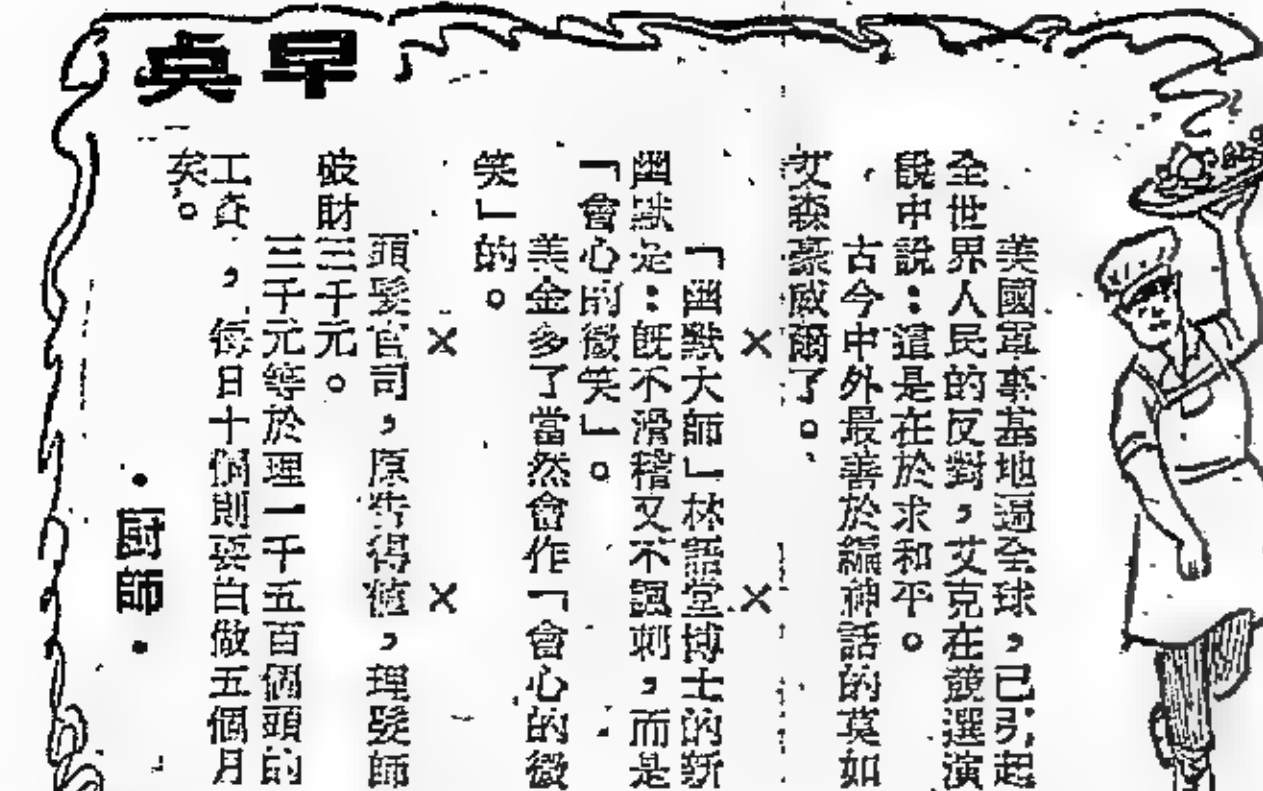 早奌
美國軍事基地遍全球，已引起
全世界人民的反對，艾克在競選演
說中說：這是在於求和平。
古今中外最善於編神話的莫如
艾森豪威爾了。
× ×
「幽默大師」林語堂博士的新
幽默是：既不滑稽又不諷刺，而是
「會心的微笑」。
美金多了當然會作「會心的微
笑」的。
× ×
頭髮官司，原告得値，理髮師
破財三千元。
三千元等於理一千五百個頭的
工資，每日十個則要白做五個月
矣。
•厨師•